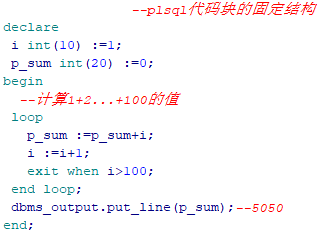 --plsql代码块的固定结构
declare
i int(10) :=1;
p_sum int(20) :=0;
begin
--计算1+2...+100的值
loop
p_sum :=p_sum+i;
i :=i+1;
exit when i>100;
end loop;
dbms_output.put_line(p_sum);--5050
end;